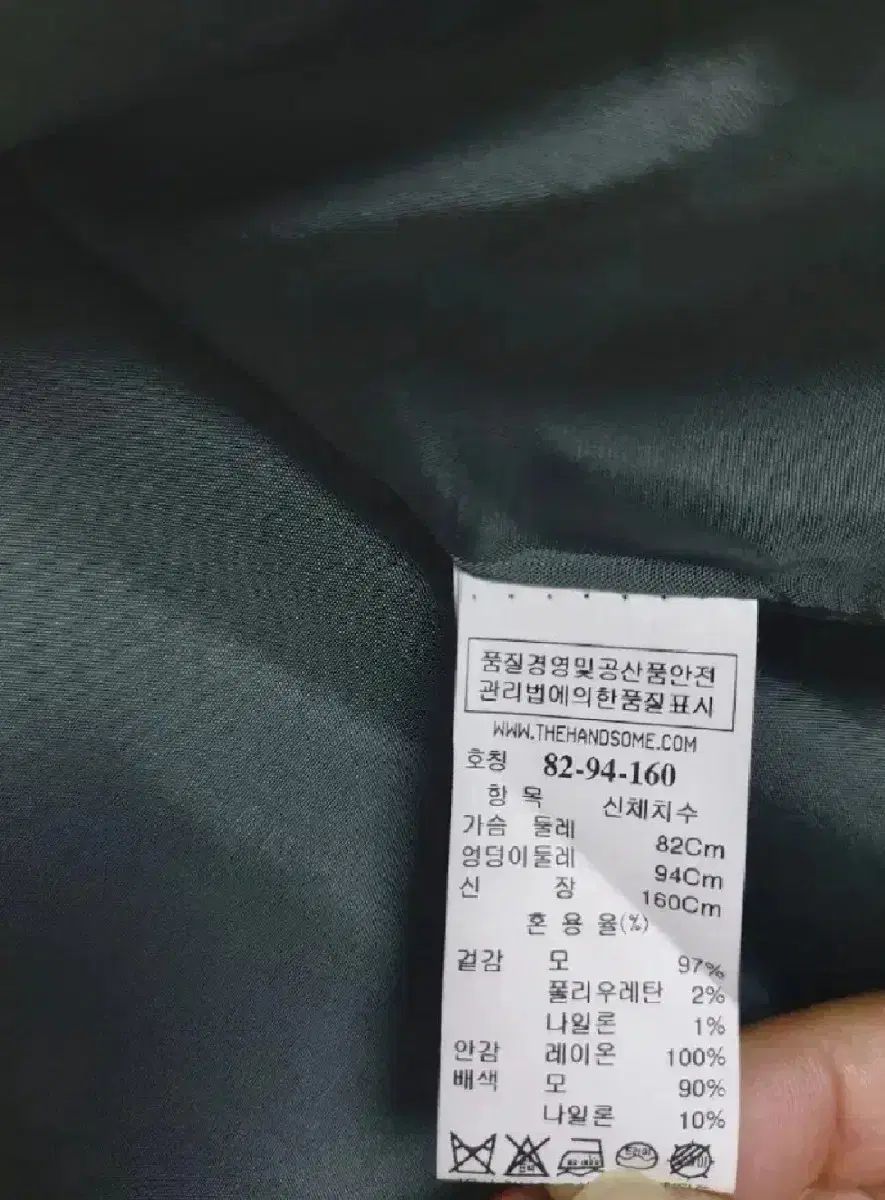 품질경영및공산품안전
관리법에의한품질표시
WWW.THEHANDSOME.COM
호칭 82-94-160
항 목 신체치수
가슴 둘레 82Cm
엉덩이둘레 94Cm
신 장 160Cm
혼 용 율(%)
겉감 모 97%
폴리우레탄 2%
나일론 1%
안감 레이온 100%
배색 모 90%
나일론 10%
드라이